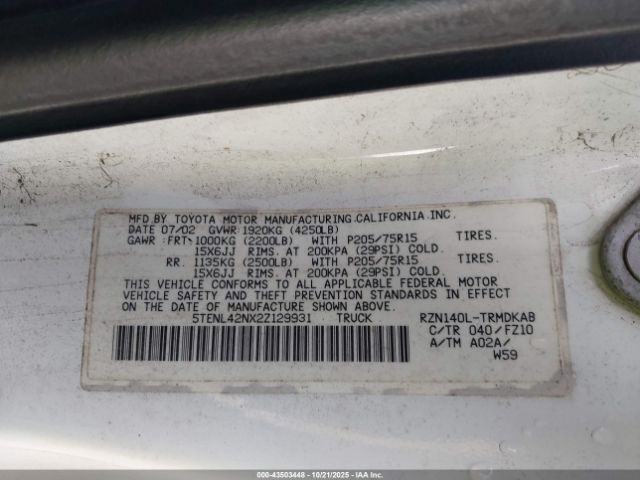 MFD BY TOYOTA MOTOR MANUFACTURING,CALIFORNIA,INC.
DATE 07/02 GVWR 1920KG (4250LB)
GAWR : FRT. 1000KG (2200LB) WITH P205/75R15 TIRES.
15X6JJ RIMS. AT 200KPA (29PSI) COLD.
RR. 1135KG (2500LB) WITH P205/75R15 TIRES.
15X6JJ RIMS. AT 200KPA (29PSI) COLD.
THIS VEHICLE CONFORMS TO ALL APPLICABLE FEDERAL MOTOR
VEHICLE SAFETY AND THEFT PREVENTION STANDARDS IN EFFECT
ON THE DATE OF MANUFACTURE SHOWN ABOVE.
5TENL42NX2Z129931 TRUCK RZN140L-TRMDKAB
C/TR 040/FZ10
A/TM A02A/
W59
000-43503448 - 10/21/2025 - iaai.com